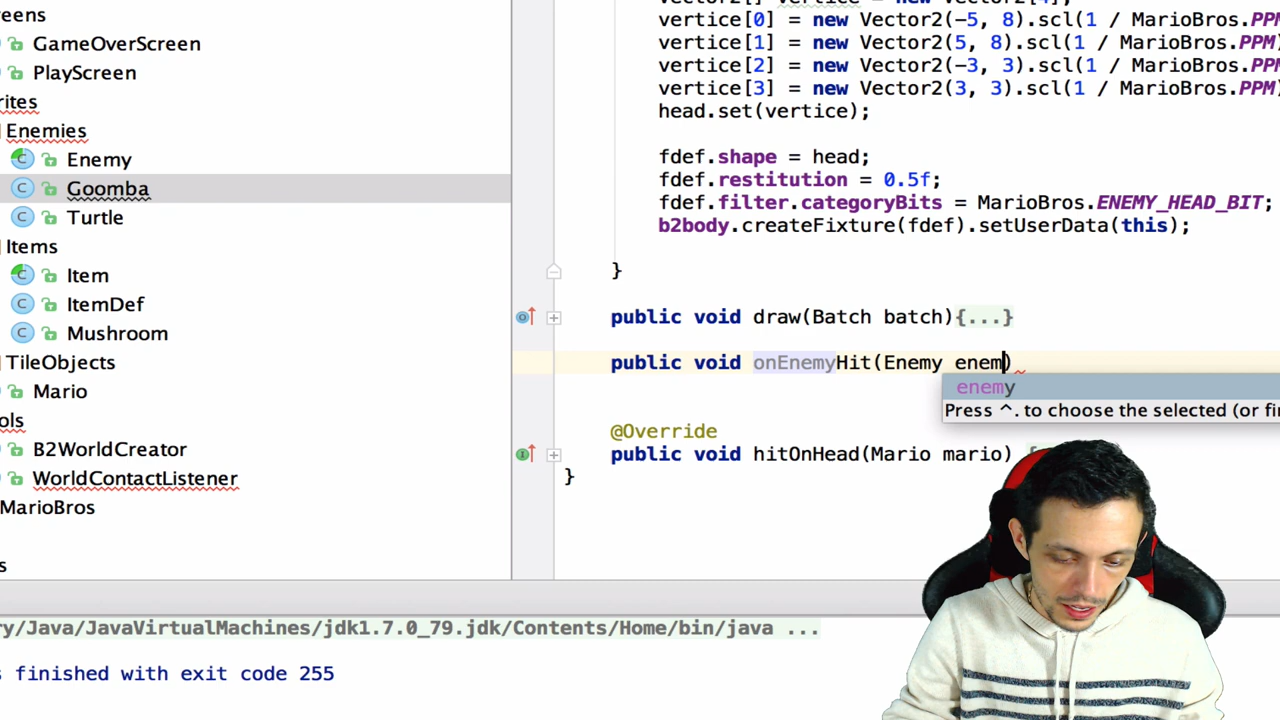 reens
GameOverScreen
PlayScreen
rites
Enemies
Enemy
Goomba
Turtle
Items
Item
ItemDef
Mushroom
TileObjects
Mario
ols
B2WorldCreator
WorldContactListener
MarioBros
s
vertice[0] = new Vector2(-5, 8).scl(1 / MarioBros.PPM
vertice[1] = new Vector2(5, 8).scl(1 / MarioBros.PPM)
vertice[2] = new Vector2(-3, 3).scl(1 / MarioBros.PPM
vertice[3] = new Vector2(3, 3).scl(1 / MarioBros.PPM)
head.set(vertice);
fdef.shape = head;
fdef.restitution = 0.5f;
fdef.filter.categoryBits = MarioBros.ENEMY_HEAD_BIT;
b2body.createFixture(fdef).setUserData(this);
}
public void draw(Batch batch){...}
public void onEnemyHit(Enemy enem)
enemy
Press ^. to choose the selected (or fi
@Override
public void hitOnHead(Mario mario) {
}
ry/Java/JavaVirtualMachines/jdk1.7.0_79.jdk/Contents/Home/bin/java ...
s finished with exit code 255